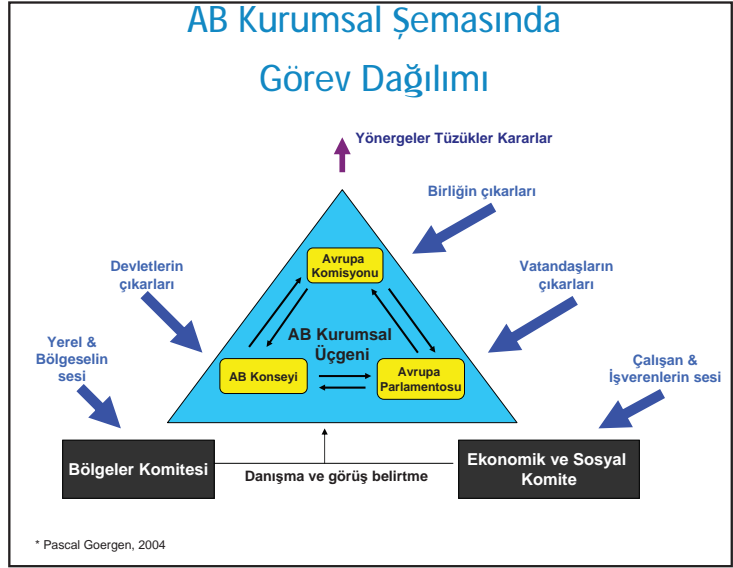 AB Kurumsal Şemasında
Görev Dağılımı
Yönergeler Tüzükler Kararlar
Birliğin çıkarları
Avrupa
Komisyonu
Devletlerin
çıkarları
Vatandaşların
çıkarları
AB Kurumsal
Üçgeni
Yerel &
Bölgeselin
sesi
AB Konseyi
Avrupa
Parlamentosu
Çalışan &
İşverenlerin sesi
Bölgeler Komitesi
Danışma ve görüş belirtme
Ekonomik ve Sosyal
Komite
* Pascal Goergen, 2004